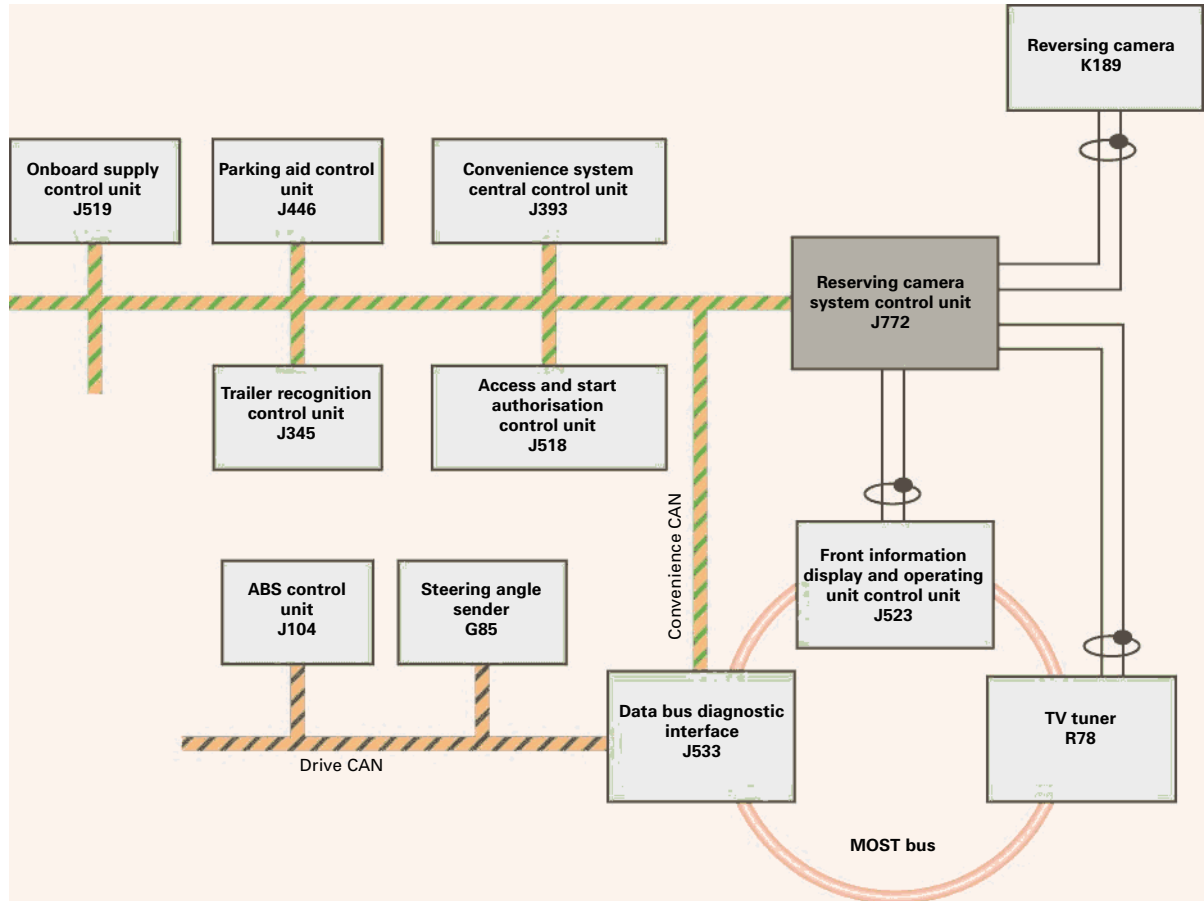 Reversing camera
K189
Onboard supply
control unit
J519
Parking aid control
unit
J446
Convenience system
central control unit
J393
Reserving camera
system control unit
J772
Trailer recognition
control unit
J345
Access and start
authorisation
control unit
J518
Convenience CAN
ABS control
unit
J104
Steering angle
sender
G85
Front information
display and operating
unit control unit
J523
Data bus diagnostic
interface
J533
TV tuner
R78
Drive CAN
MOST bus